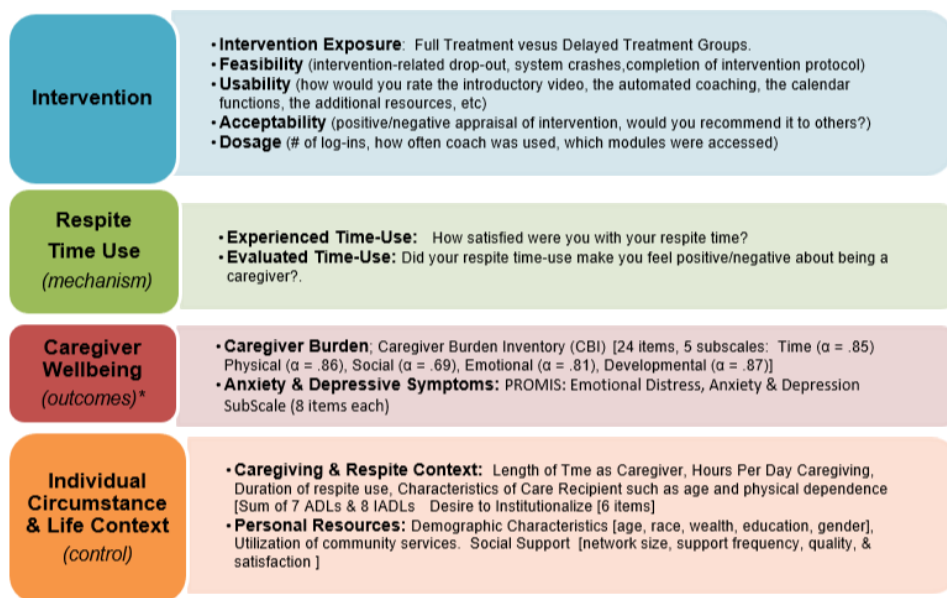 Intervention
• Intervention Exposure: Full Treatment versus Delayed Treatment Groups.
• Feasibility (intervention-related drop-out, system crashes,completion of intervention protocol)
• Usability (how would you rate the introductory video, the automated coaching, the calendar
functions, the additional resources, etc)
• Acceptability (positive/negative appraisal of intervention, would you recommend it to others?)
• Dosage (# of log-ins, how often coach was used, which modules were accessed)
Respite
Time Use
(mechanism)
• Experienced Time-Use: How satisfied were you with your respite time?
• Evaluated Time-Use: Did your respite time-use make you feel positive/negative about being a
caregiver?.
Caregiver
Wellbeing
(outcomes)*
• Caregiver Burden; Caregiver Burden Inventory (CBI) [24 items, 5 subscales: Time (α = .85)
Physical (α = .86), Social (α = .69), Emotional (α = .81), Developmental (α = .87)]
• Anxiety & Depressive Symptoms: PROMIS: Emotional Distress, Anxiety & Depression
SubScale (8 items each)
Individual
Circumstance
& Life Context
(control)
• Caregiving & Respite Context: Length of Tme as Caregiver, Hours Per Day Caregiving,
Duration of respite use, Characteristics of Care Recipient such as age and physical dependence
[Sum of 7 ADLs & 8 IADLs Desire to Institutionalize [6 items]
• Personal Resources: Demographic Characteristics [age, race, wealth, education, gender],
Utilization of community services. Social Support [network size, support frequency, quality, &
satisfaction ]